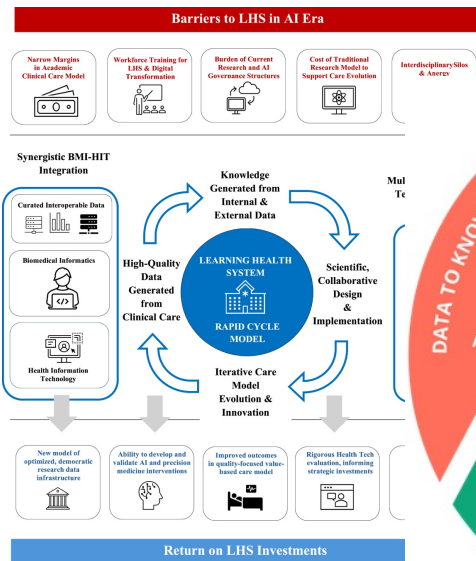 Barriers to LHS in AI Era
Narrow Margins
in Academic
Clinical Care Model
Workforce Training for
LHS & Digital
Transformation
Burden of Current
Research and AI
Governance Structures
Cost of Traditional
Research Model to
Support Care Evolution
Interdisciplinary Silos
& Anergy
Synergistic BMI-HIT
Integration
Curated Interoperable Data
Biomedical Informatics
Health Information
Technology
Knowledge
Generated from
Internal &
External Data
High-Quality
Data
Generated
from
Clinical Care
LEARNING HEALTH
SYSTEM
RAPID CYCLE
MODEL
Scientific,
Collaborative
Design
&
Implementation
Iterative Care
Model
Evolution &
Innovation
Mul
Te
DATA TO KNO
New model of
optimized, democratic
research data
infrastructure
Ability to develop and
validate AI and precision
medicine interventions
Improved outcomes
in quality-focused value-
based care model
Rigorous Health Tech
evaluation, informing
strategic investments
Return on LHS Investments